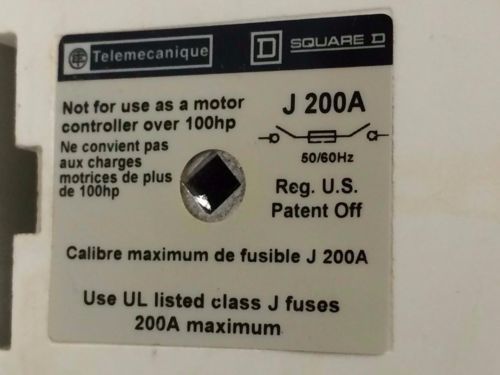 Telemecanique
D SQUARE D
Not for use as a motor
controller over 100hp
J 200A
Ne convient pas
aux charges
motrices de plus
de 100hp
50/60Hz
Reg. U.S.
Patent Off
Calibre maximum de fusible J 200A
Use UL listed class J fuses
200A maximum